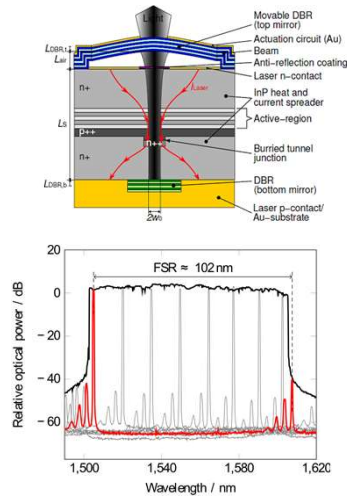 Light
Movable DBR
(top mirror)
Actuation circuit (Au)
Beam
Anti-reflection coating
Laser n-contact
InP heat and
current spreader
Active-region
Burried tunnel
junction
DBR
(bottom mirror)
Laser p-contact/
Au-substrate
LDBR,t
Lair
LS
LDBR,b
n+
ILaser
p++
n++
n+
2w₀
FSR ≈ 102 nm
Relative optical power / dB
20
0
− 20
− 40
− 60
1,500
1,540
1,580
1,620
Wavelength / nm